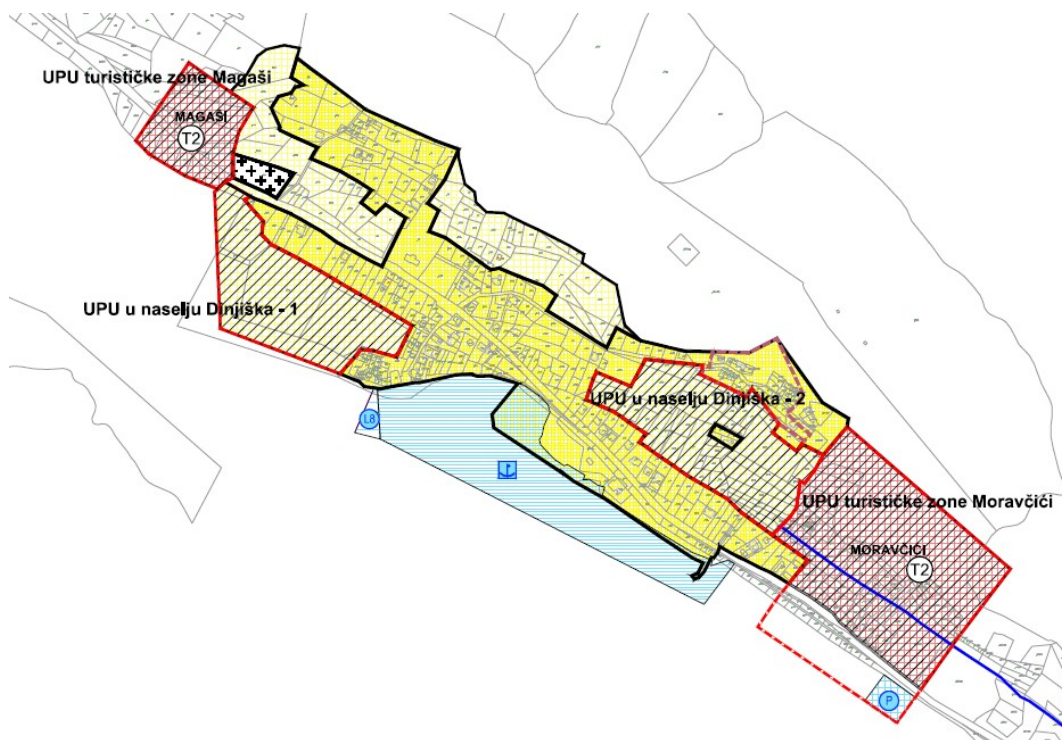 UPU turističke zone Magaši
MAGAŠI
T2
UPU u naselju Dinjiška - 1
UPU u naselju Dinjiška - 2
L8
UPU turističke zone Moravčići
MORAVČIĆI
T2
P